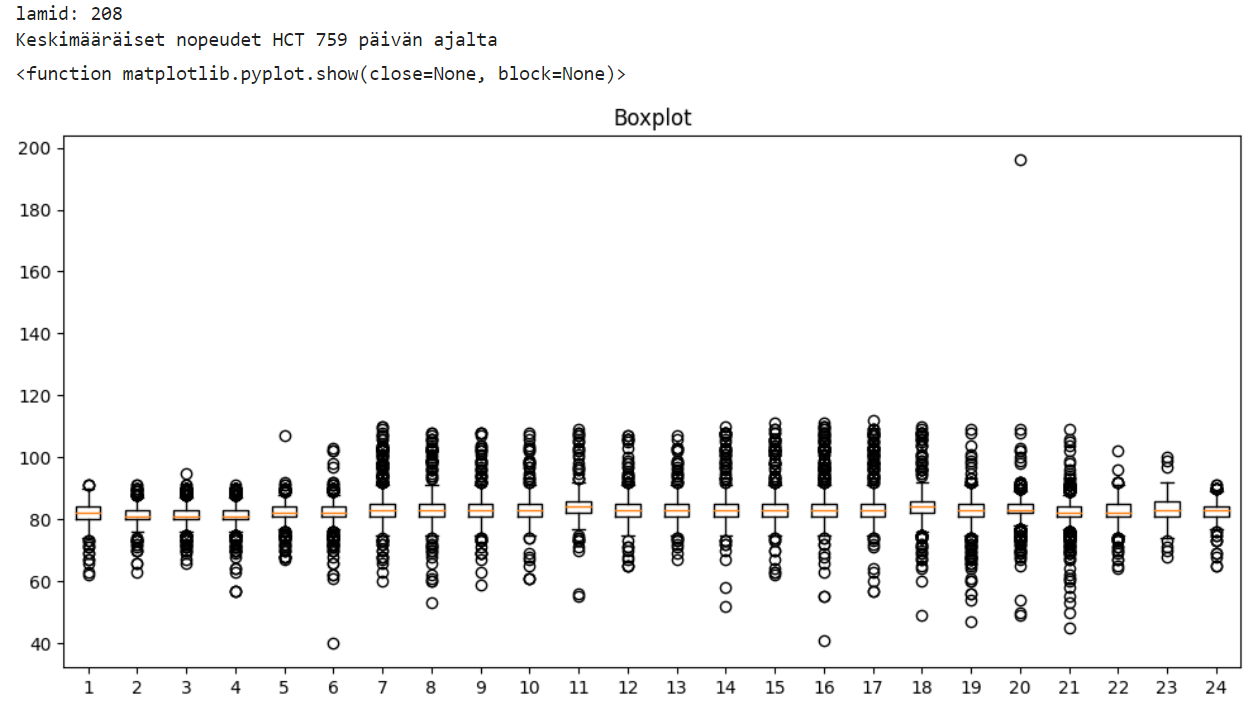 lamid: 208
Keskimääräiset nopeudet HCT 759 päivän ajalta
<function matplotlib.pyplot.show(close=None, block=None)>
Boxplot
200
180
160
140
120
100
80
60
40
1 2 3 4 5 6 7 8 9 10 11 12 13 14 15 16 17 18 19 20 21 22 23 24